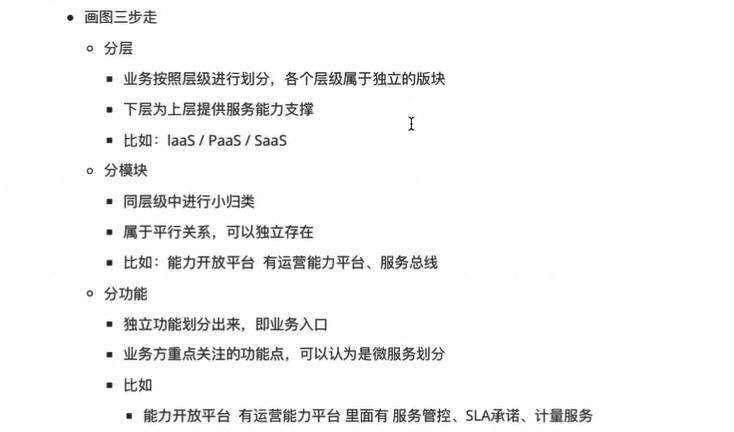 画图三步走
分层
业务按照层级进行划分，各个层级属于独立的版块
下层为上层提供服务能力支撑
比如：IaaS / PaaS / SaaS
分模块
同层级中进行小归类
属于平行关系，可以独立存在
比如：能力开放平台 有运营能力平台、服务总线
分功能
独立功能划分出来，即业务入口
业务方重点关注的功能点，可以认为是微服务划分
比如
能力开放平台 有运营能力平台 里面有 服务管控、SLA承诺、计量服务